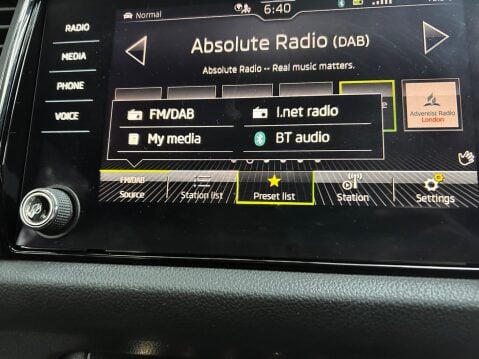 RADIO
MEDIA
PHONE
VOICE
Normal
6:40
Absolute Radio (DAB)
Absolute Radio -- Real music matters.
Adventist Radio
London
FM/DAB
I.net radio
My media
BT audio
FM/DAB
Source
Station list
Preset list
Station
Settings